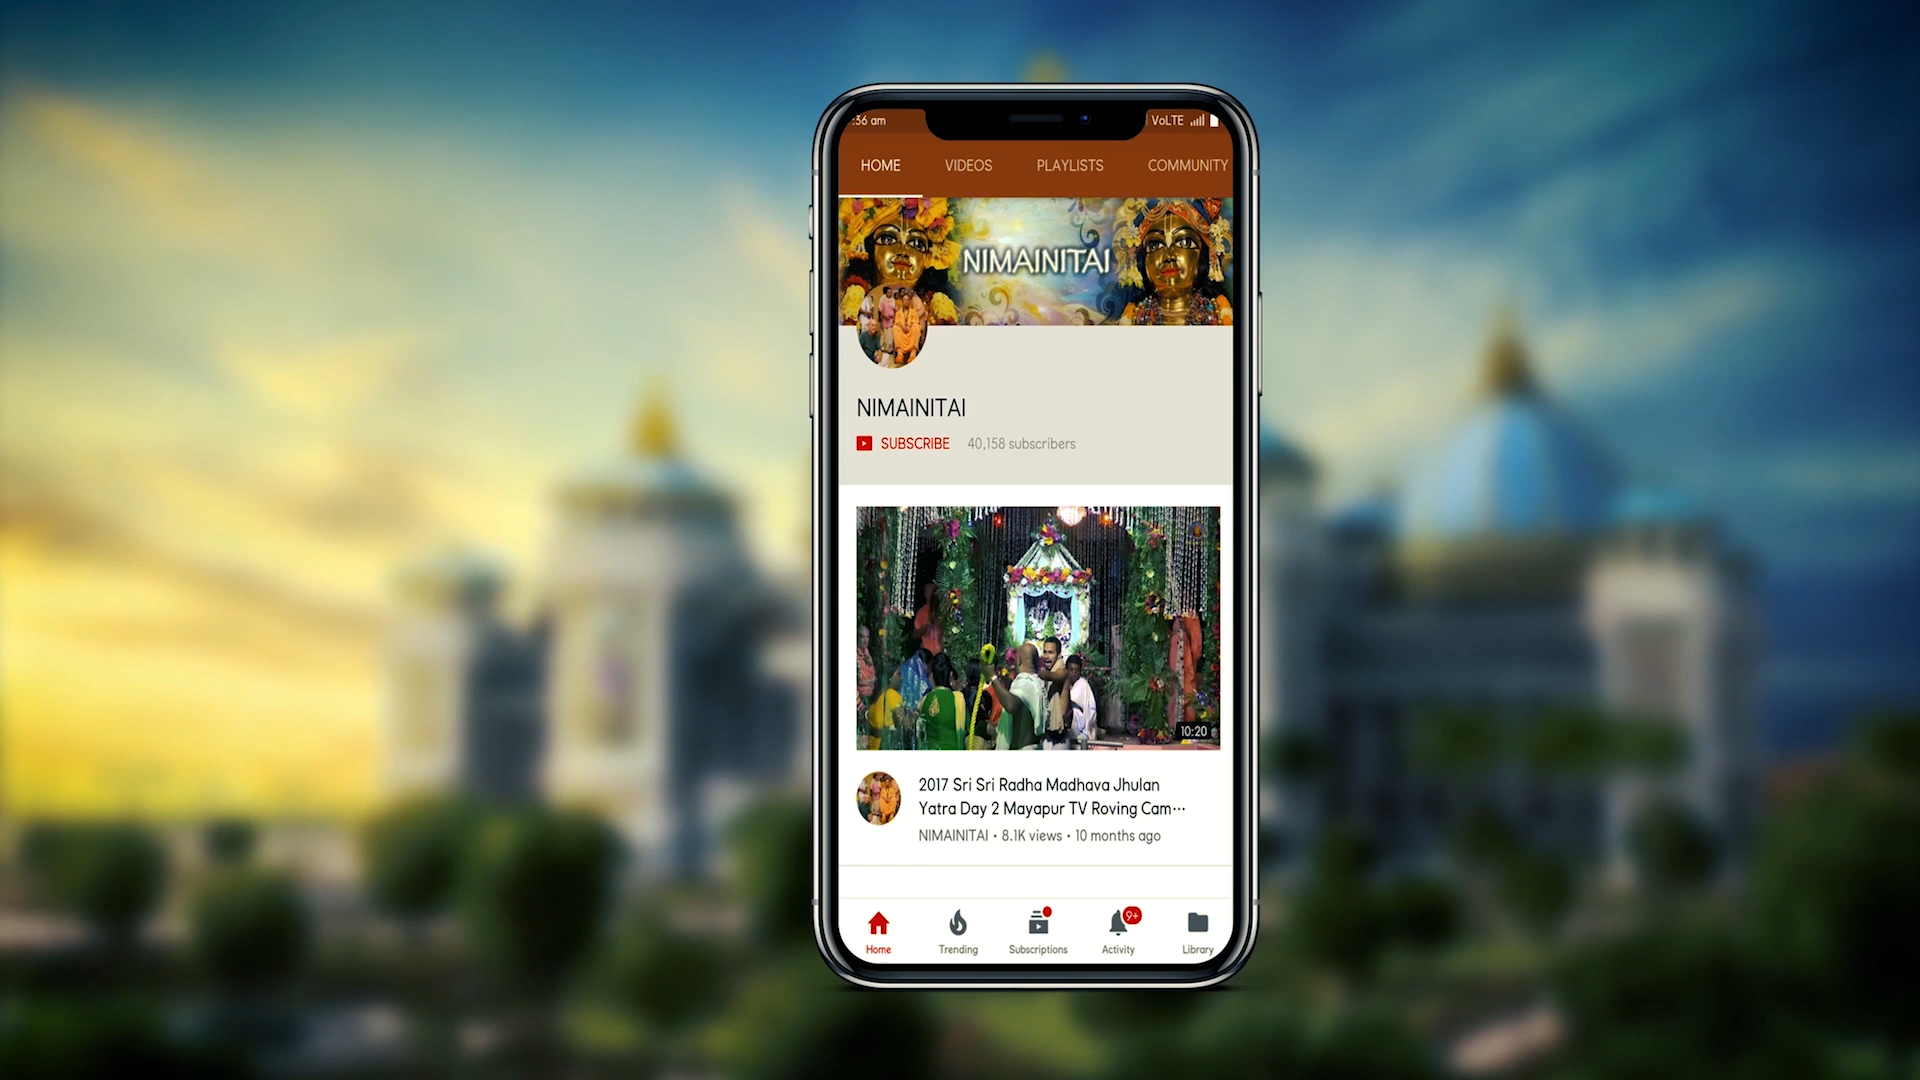 :36 am
VoLTE
HOME VIDEOS PLAYLISTS COMMUNITY
NIMAINITAI
NIMAINITAI
SUBSCRIBE 40,158 subscribers
10:20
2017 Sri Sri Radha Madhava Jhulan
Yatra Day 2 Mayapur TV Roving Cam...
NIMAINITAI • 8.1K views • 10 months ago
9+
Home Trending Subscriptions Activity Library